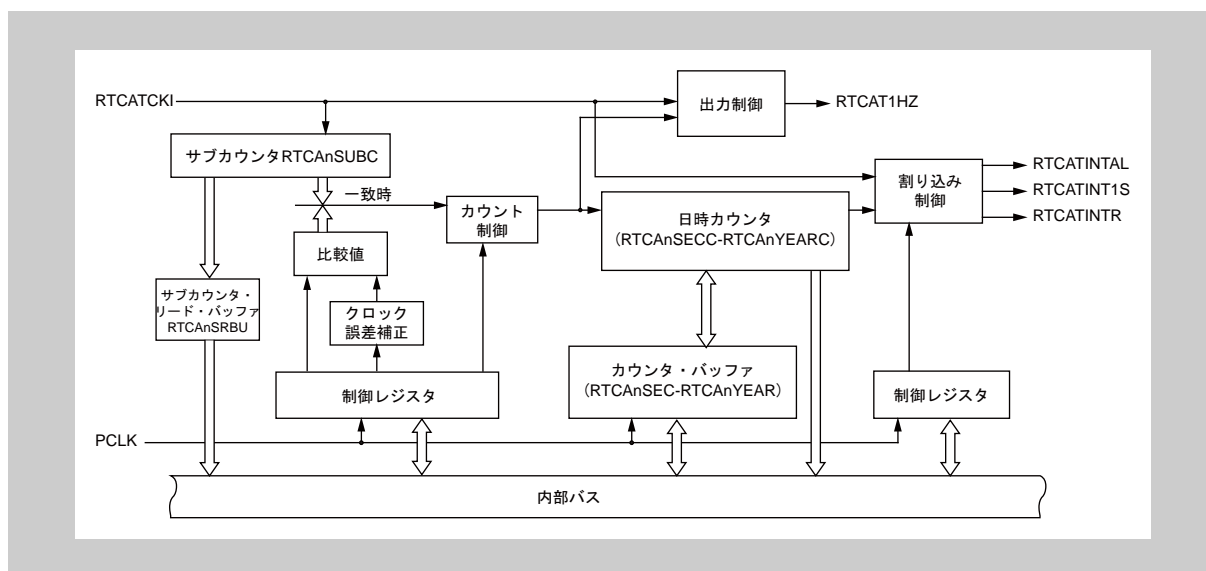 RTCATCKI
出力制御
RTCAT1HZ
サブカウンタRTCAnSUBC
一致時
カウント
制御
日時カウンタ
(RTCAnSECC-RTCAnYEARC)
割り込み
制御
RTCATINTAL
RTCATINT1S
RTCATINTR
比較値
サブカウンタ・
リード・バッファ
RTCAnSRBU
クロック
誤差補正
制御レジスタ
カウンタ・バッファ
(RTCAnSEC-RTCAnYEAR)
制御レジスタ
PCLK
内部バス